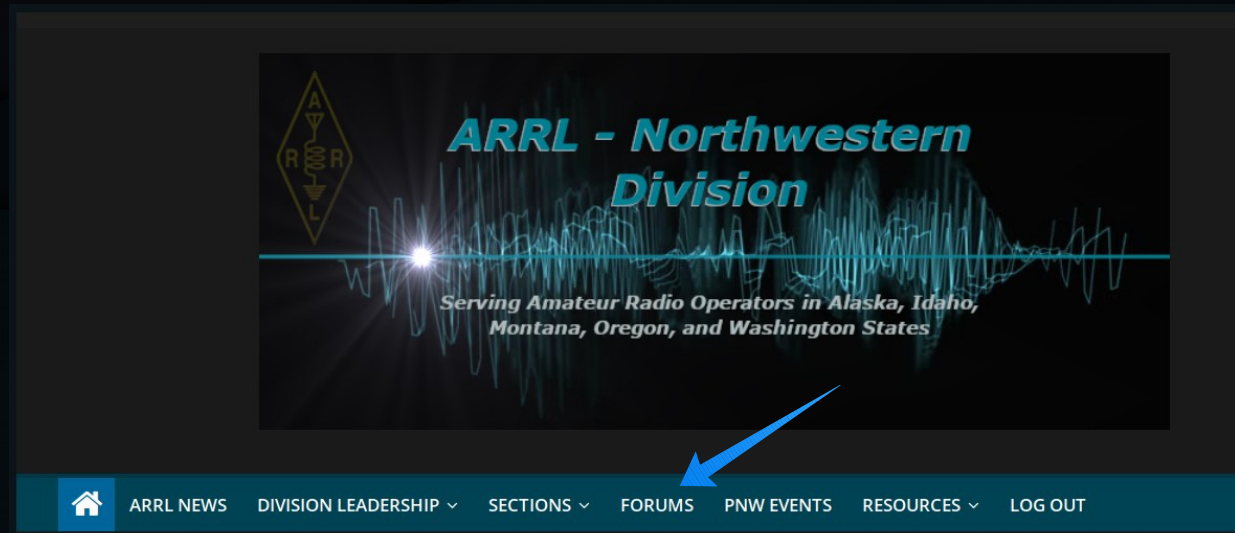 A
R R
L
ARRL - Northwestern
Division
Serving Amateur Radio Operators in Alaska, Idaho,
Montana, Oregon, and Washington States
ARRL NEWS DIVISION LEADERSHIP SECTIONS FORUMS PNW EVENTS RESOURCES LOG OUT